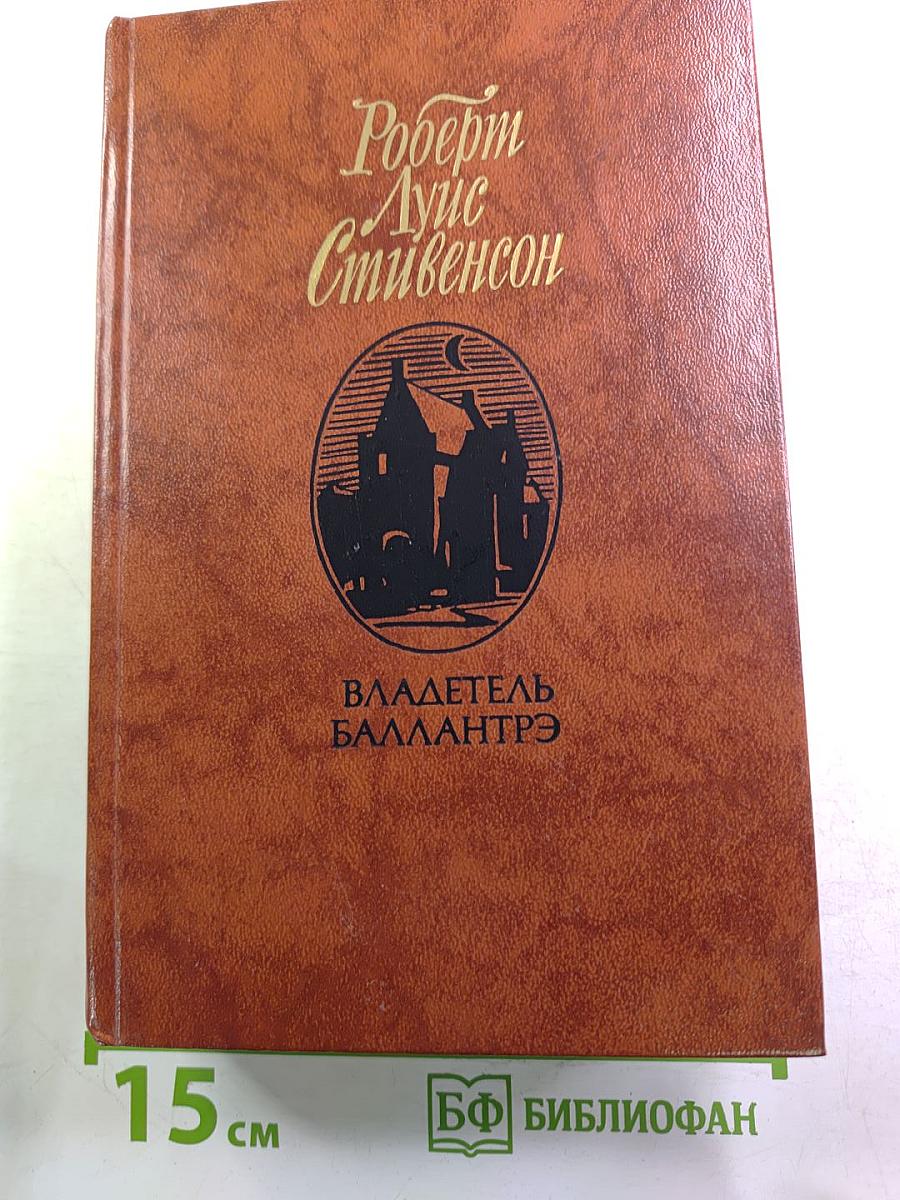 Роберт
Луис
Стивенсон
ВЛАДЕТЕЛЬ
БАЛЛАНТРЭ
15 см
БФ БИБЛИОФАН